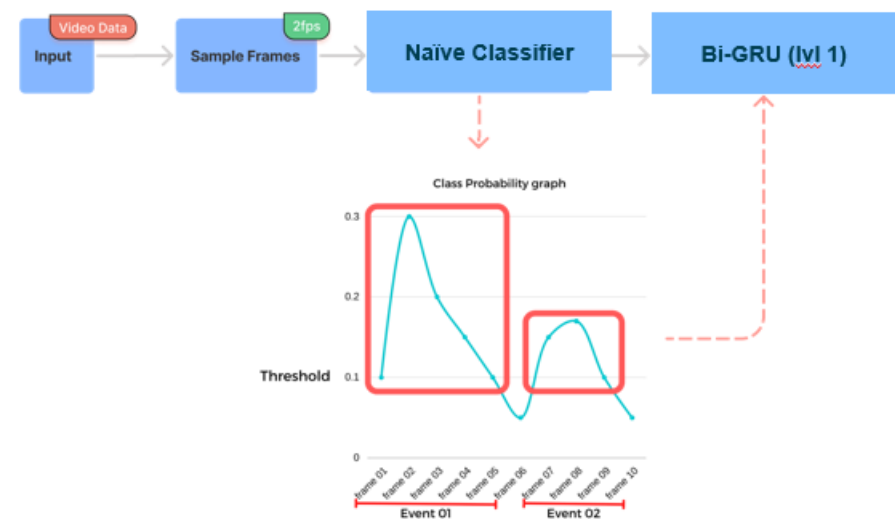 Video Data
Input
2fps
Sample Frames
Naïve Classifier
Bi-GRU (lvl 1)
Class Probability graph
0.3
0.2
Threshold 0.1
0
frame 01
frame 02
frame 03
frame 04
frame 05
frame 06
frame 07
frame 08
frame 09
frame 10
Event 01
Event 02